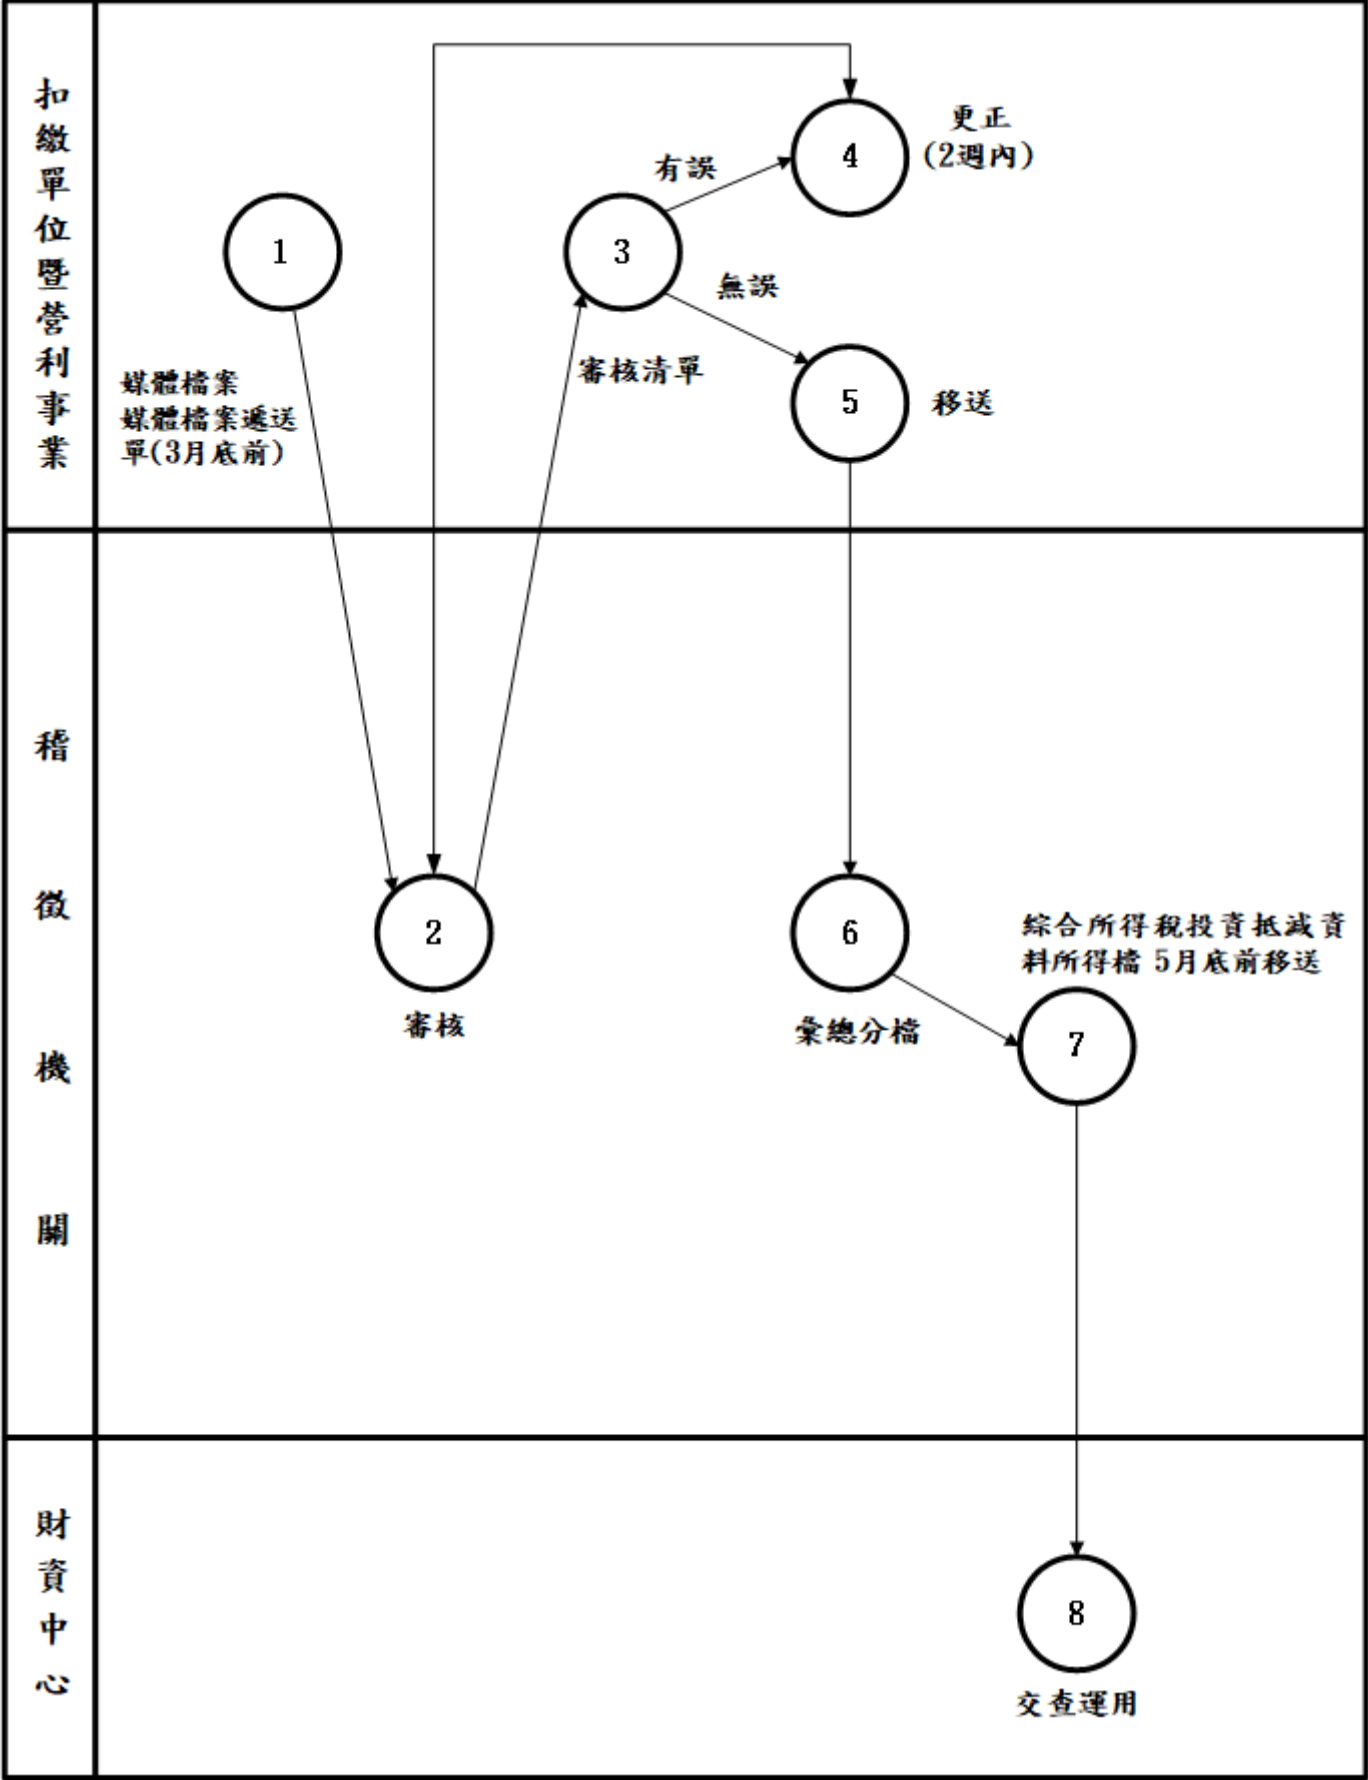 扣繳單位暨營利事業
1
媒體檔案
媒體檔案遞送
單(3月底前)
3
審核清單
有誤
4
更正
(2週內)
無誤
5
移送
稽徵機關
2
審核
6
彙總分檔
綜合所得稅投資抵減資
料所得檔 5月底前移送
7
財資中心
8
交查運用